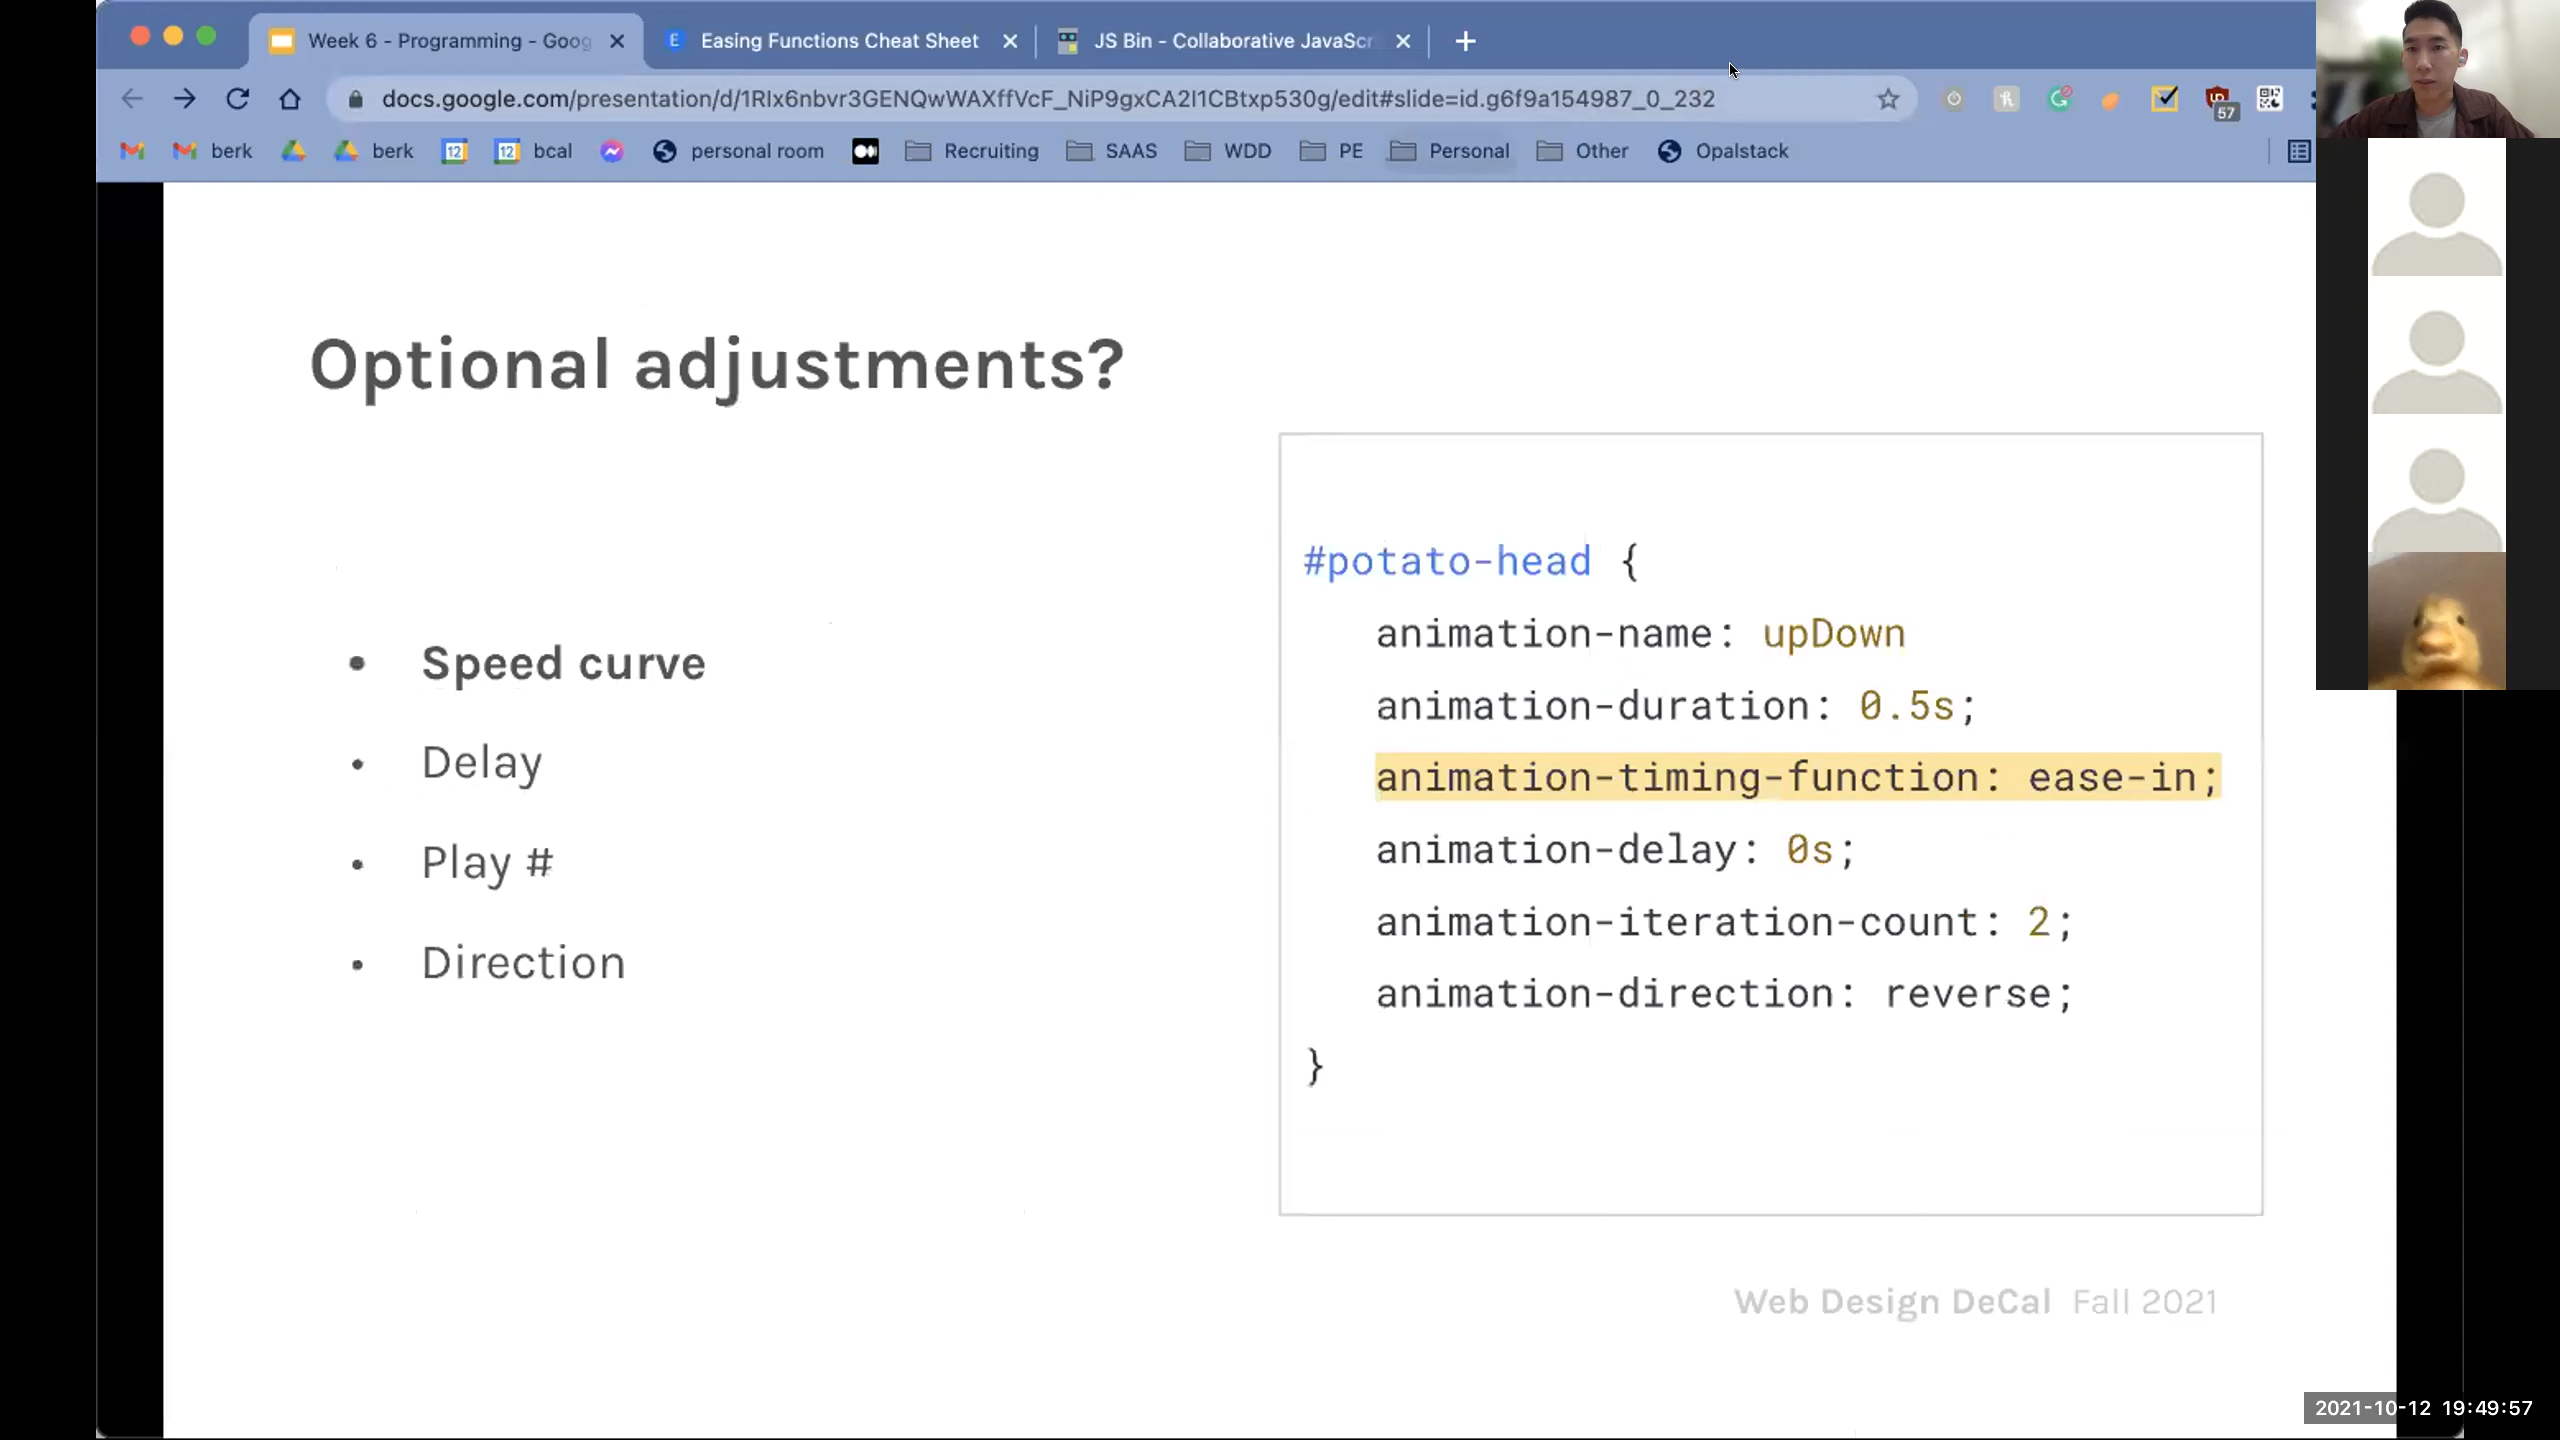 Week 6 - Programming - Goog
Easing Functions Cheat Sheet
JS Bin - Collaborative JavaScr
docs.google.com/presentation/d/1RIx6nbvr3GENQwWAXffVcF_NiP9gxCA2I1CBtxp530g/edit#slide=id.g6f9a154987_0_232
57
berk
berk
12
12
bcal
personal room
Recruiting
SAAS
WDD
PE
Personal
Other
Opalstack
Optional adjustments?
• Speed curve
• Delay
• Play #
• Direction
#potato-head {
animation-name: upDown
animation-duration: 0.5s;
animation-timing-function: ease-in;
animation-delay: 0s;
animation-iteration-count: 2;
animation-direction: reverse;
}
Web Design DeCal Fall 2021
2021-10-12 19:49:57